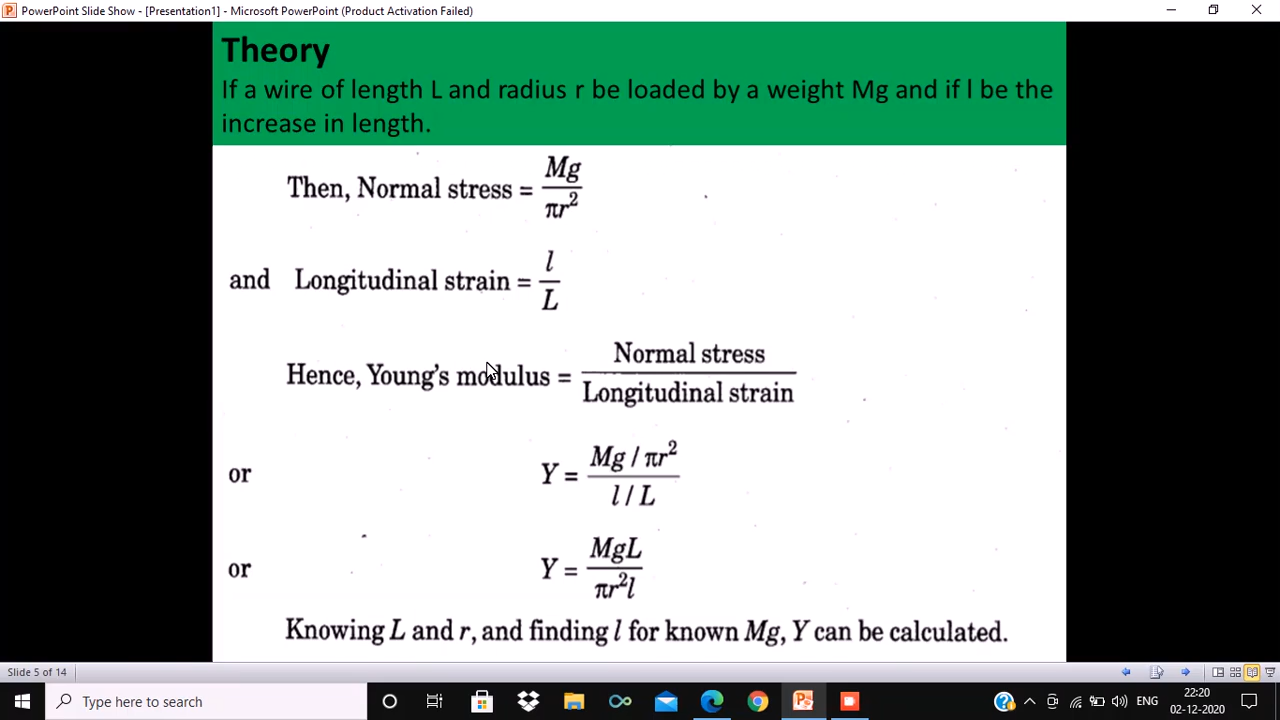 PowerPoint Slide Show - [Presentation1] - Microsoft PowerPoint (Product Activation Failed)
Theory
If a wire of length L and radius r be loaded by a weight Mg and if l be the
increase in length.
Then, Normal stress = Mg / πr²
and Longitudinal strain = l / L
Hence, Young's modulus = Normal stress / Longitudinal strain
or Y = (Mg / πr²) / (l / L)
or Y = MgL / πr²l
Knowing L and r, and finding l for known Mg, Y can be calculated.
Slide 5 of 14
Type here to search
ENG
22:20
02-12-2020